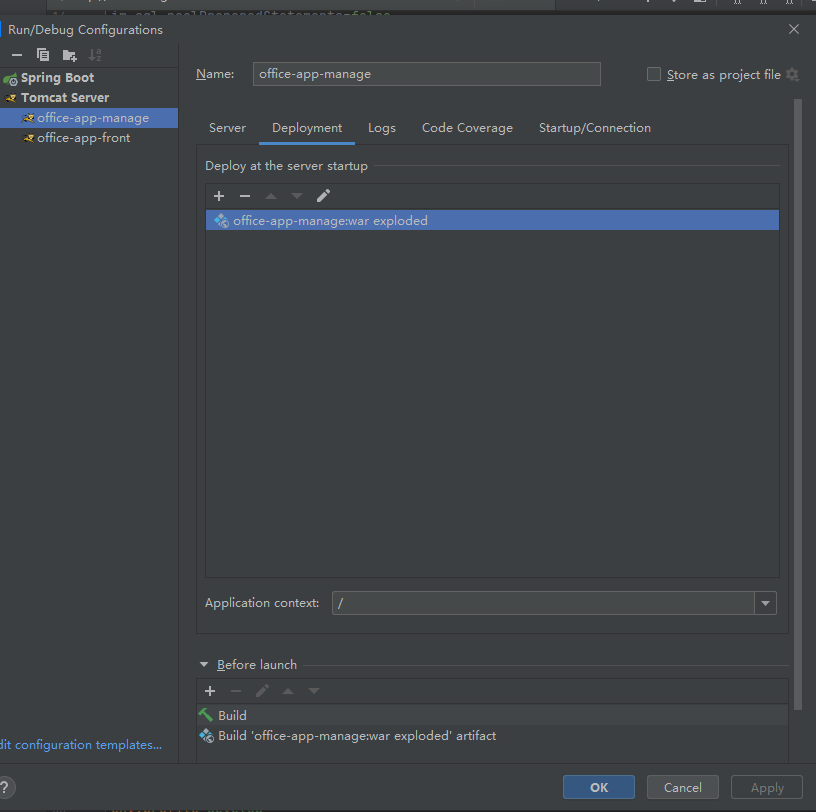 Run/Debug Configurations
Spring Boot
Tomcat Server
office-app-manage
office-app-front
Name:
office-app-manage
Store as project file
Server
Deployment
Logs
Code Coverage
Startup/Connection
Deploy at the server startup
office-app-manage:war exploded
Application context:
/
Before launch
Build
Build 'office-app-manage:war exploded' artifact
dit configuration templates...
?
OK
Cancel
Apply